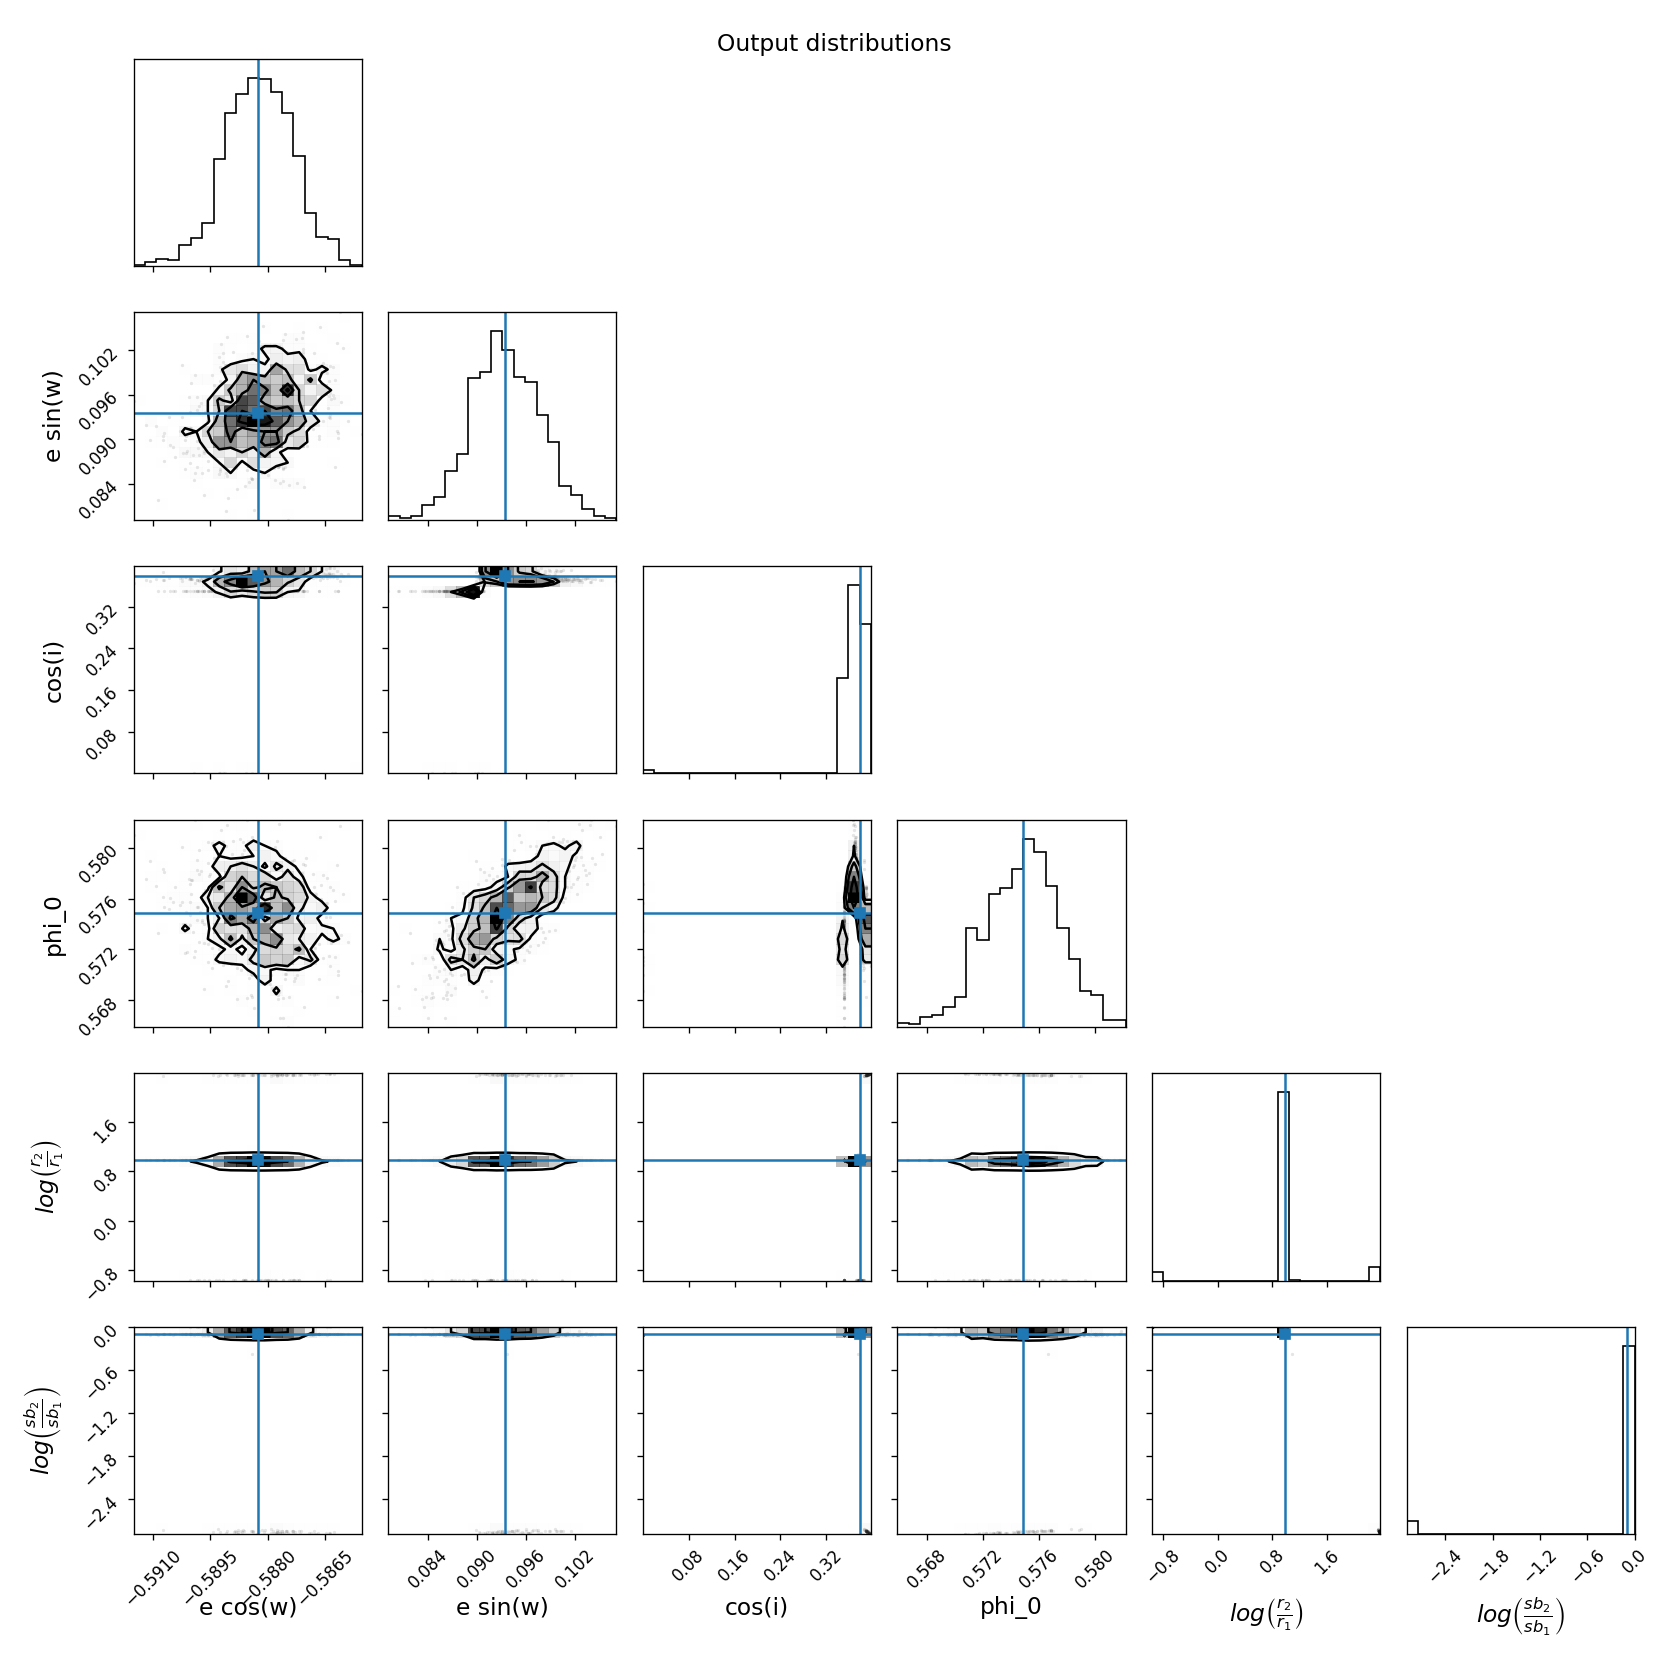 Output distributions
e sin(w)
0.102
0.096
0.090
0.084
cos(i)
0.32
0.24
0.16
0.08
phi_0
0.580
0.576
0.572
0.568
log(r2/r1)
1.6
0.8
0.0
−0.8
log(sb2/sb1)
0.0
−0.6
−1.2
−1.8
−2.4
−0.5910 −0.5895 −0.5880 −0.5865
e cos(w)
0.084 0.090 0.096 0.102
e sin(w)
0.08 0.16 0.24 0.32
cos(i)
0.568 0.572 0.576 0.580
phi_0
−0.8 0.0 0.8 1.6
log(r2/r1)
−2.4 −1.8 −1.2 −0.6 0.0
log(sb2/sb1)